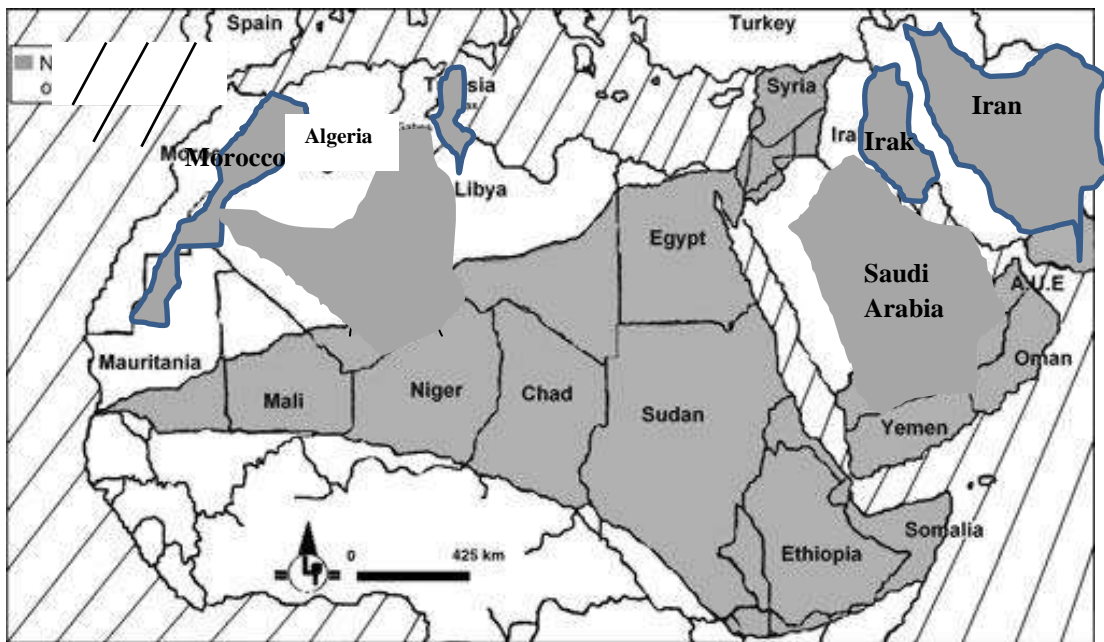 Spain
Turkey
N
o
Syria
Iran
Ira
Irak
Algeria
Morocco
Libya
Egypt
Saudi
Arabia
A.U.E
Mauritania
Oman
Mali
Niger
Chad
Sudan
Yemen
Somalia
Ethiopia
0
425 km